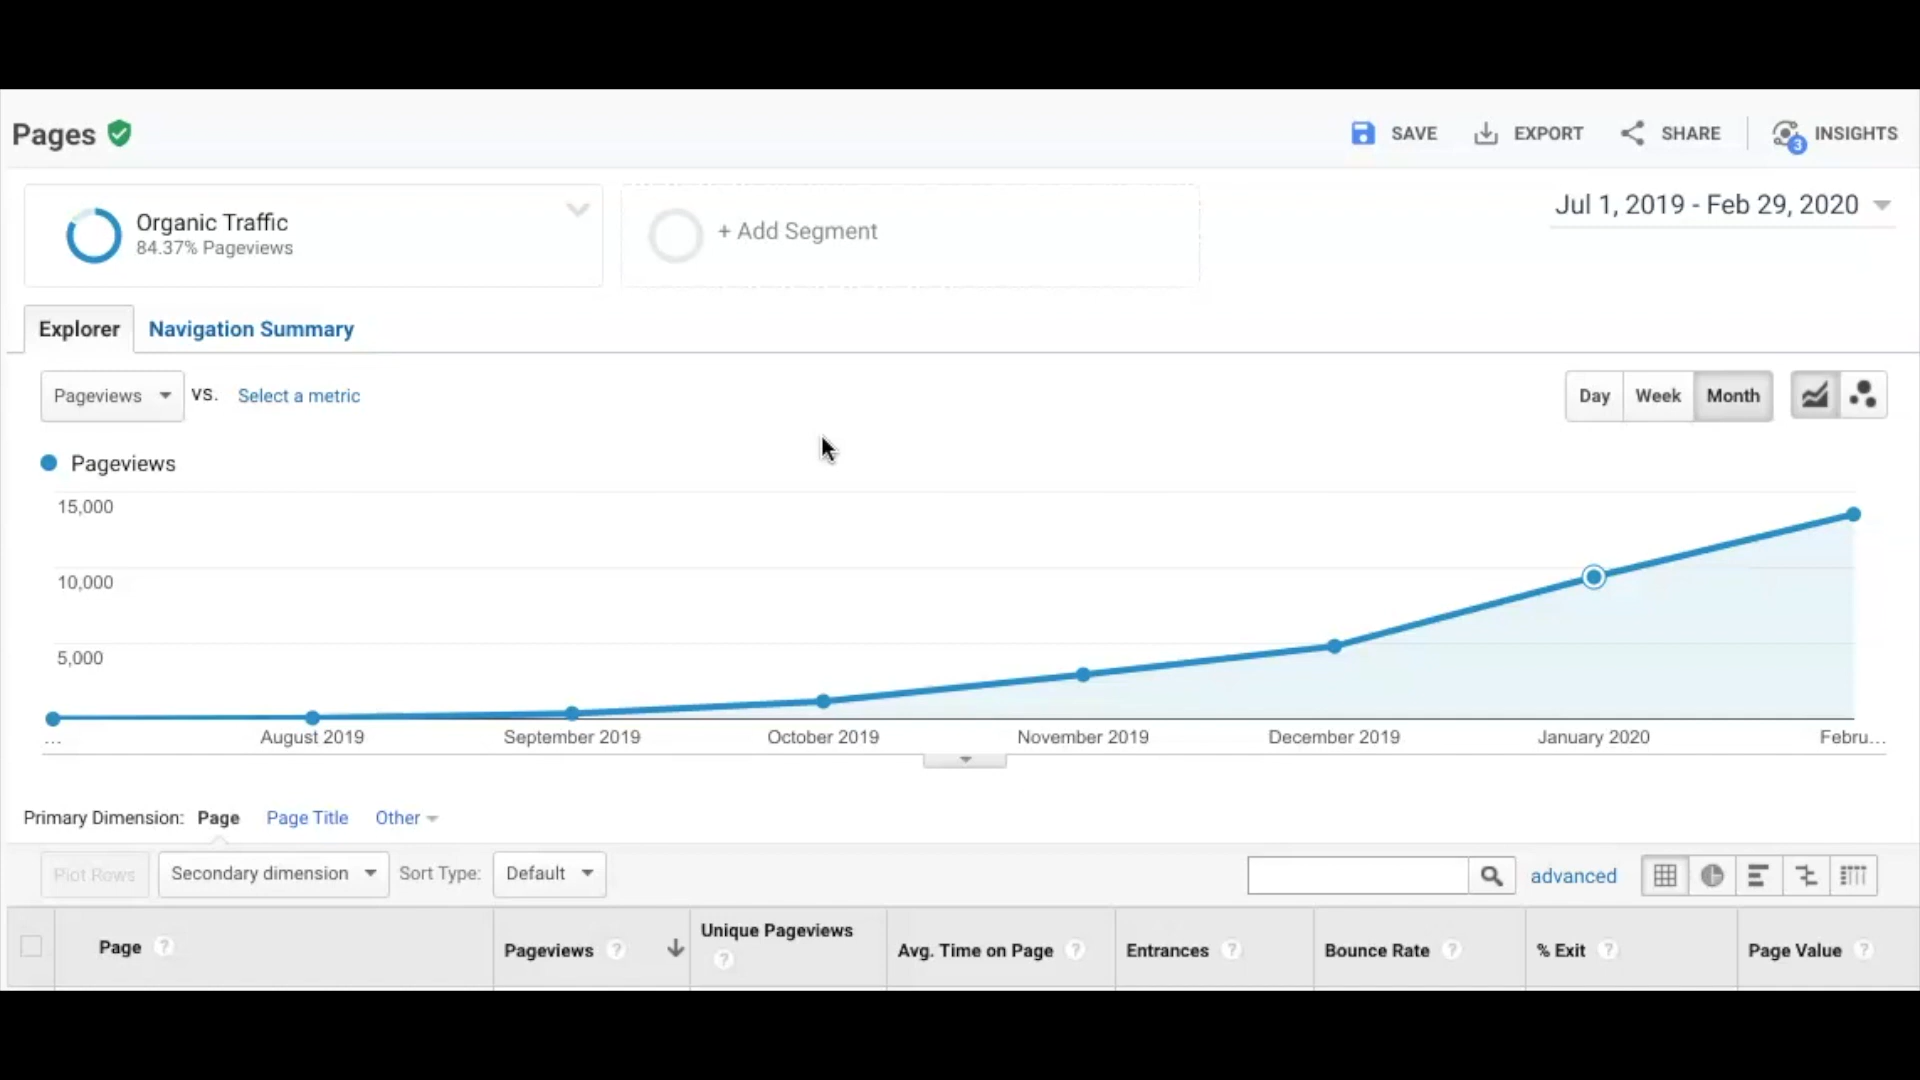 Pages
SAVE
EXPORT
SHARE
3
INSIGHTS
Organic Traffic
84.37% Pageviews
+ Add Segment
Jul 1, 2019 - Feb 29, 2020
Explorer
Navigation Summary
Pageviews
VS.
Select a metric
Day
Week
Month
Pageviews
15,000
10,000
5,000
...
August 2019
September 2019
October 2019
November 2019
December 2019
January 2020
Febru...
Primary Dimension:
Page
Page Title
Other
Plot Rows
Secondary dimension
Sort Type:
Default
advanced
Page ?
Pageviews ?
Unique Pageviews
?
Avg. Time on Page ?
Entrances ?
Bounce Rate ?
% Exit ?
Page Value ?